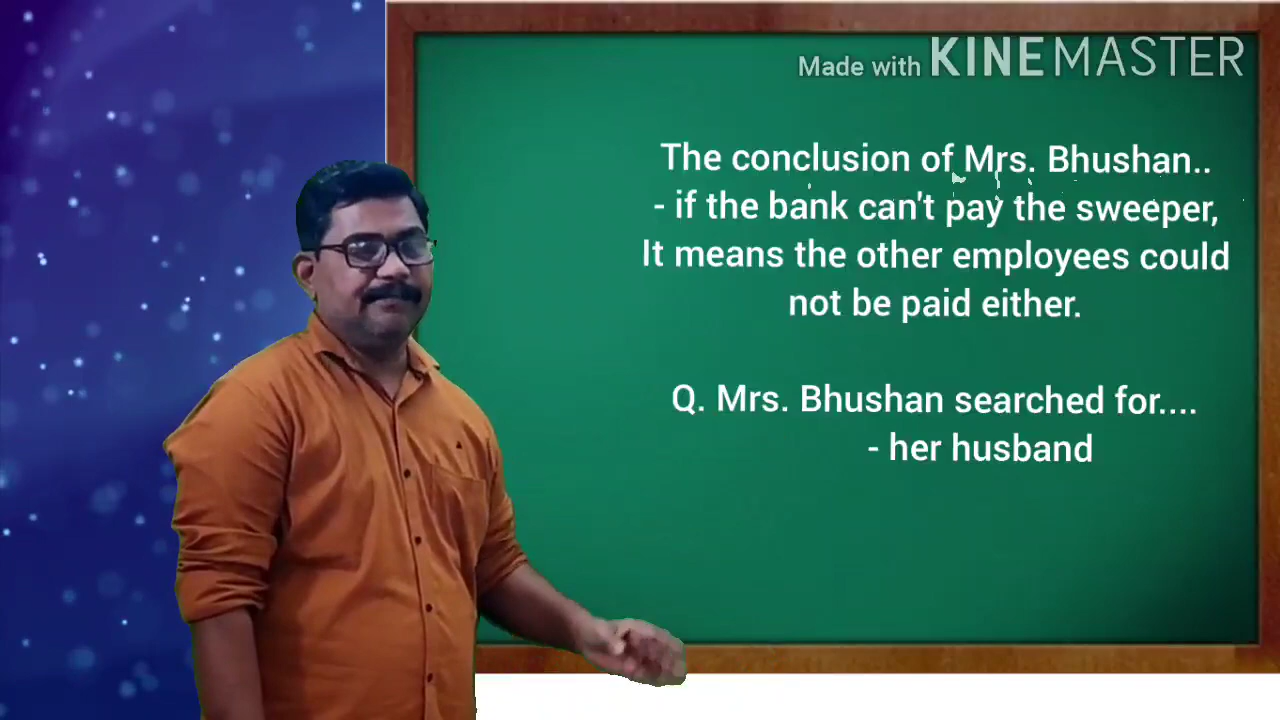 Made with KINEMASTER
The conclusion of Mrs. Bhushan..
- if the bank can't pay the sweeper,
It means the other employees could
not be paid either.
Q. Mrs. Bhushan searched for....
- her husband